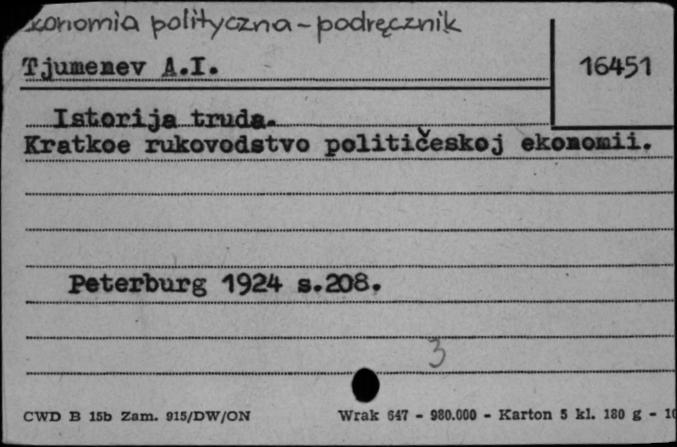 ekonomia polityczna - podręcznik
Tjumenev A.I.
16451
Istorija truda.
Kratkoe rukovodstvo političeskoj ekonomii.
Peterburg 1924 s.208.
3
CWD B 15b Zam. 915/DW/ON
Wrak 647 - 980.000 - Karton 5 kl. 180 g - 10